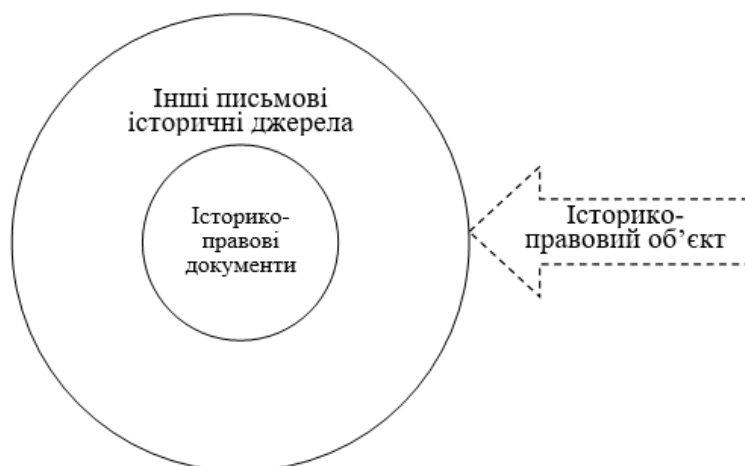 Інші письмові
історичні джерела
Історико-
правові
документи
Історико-
правовий об’єкт